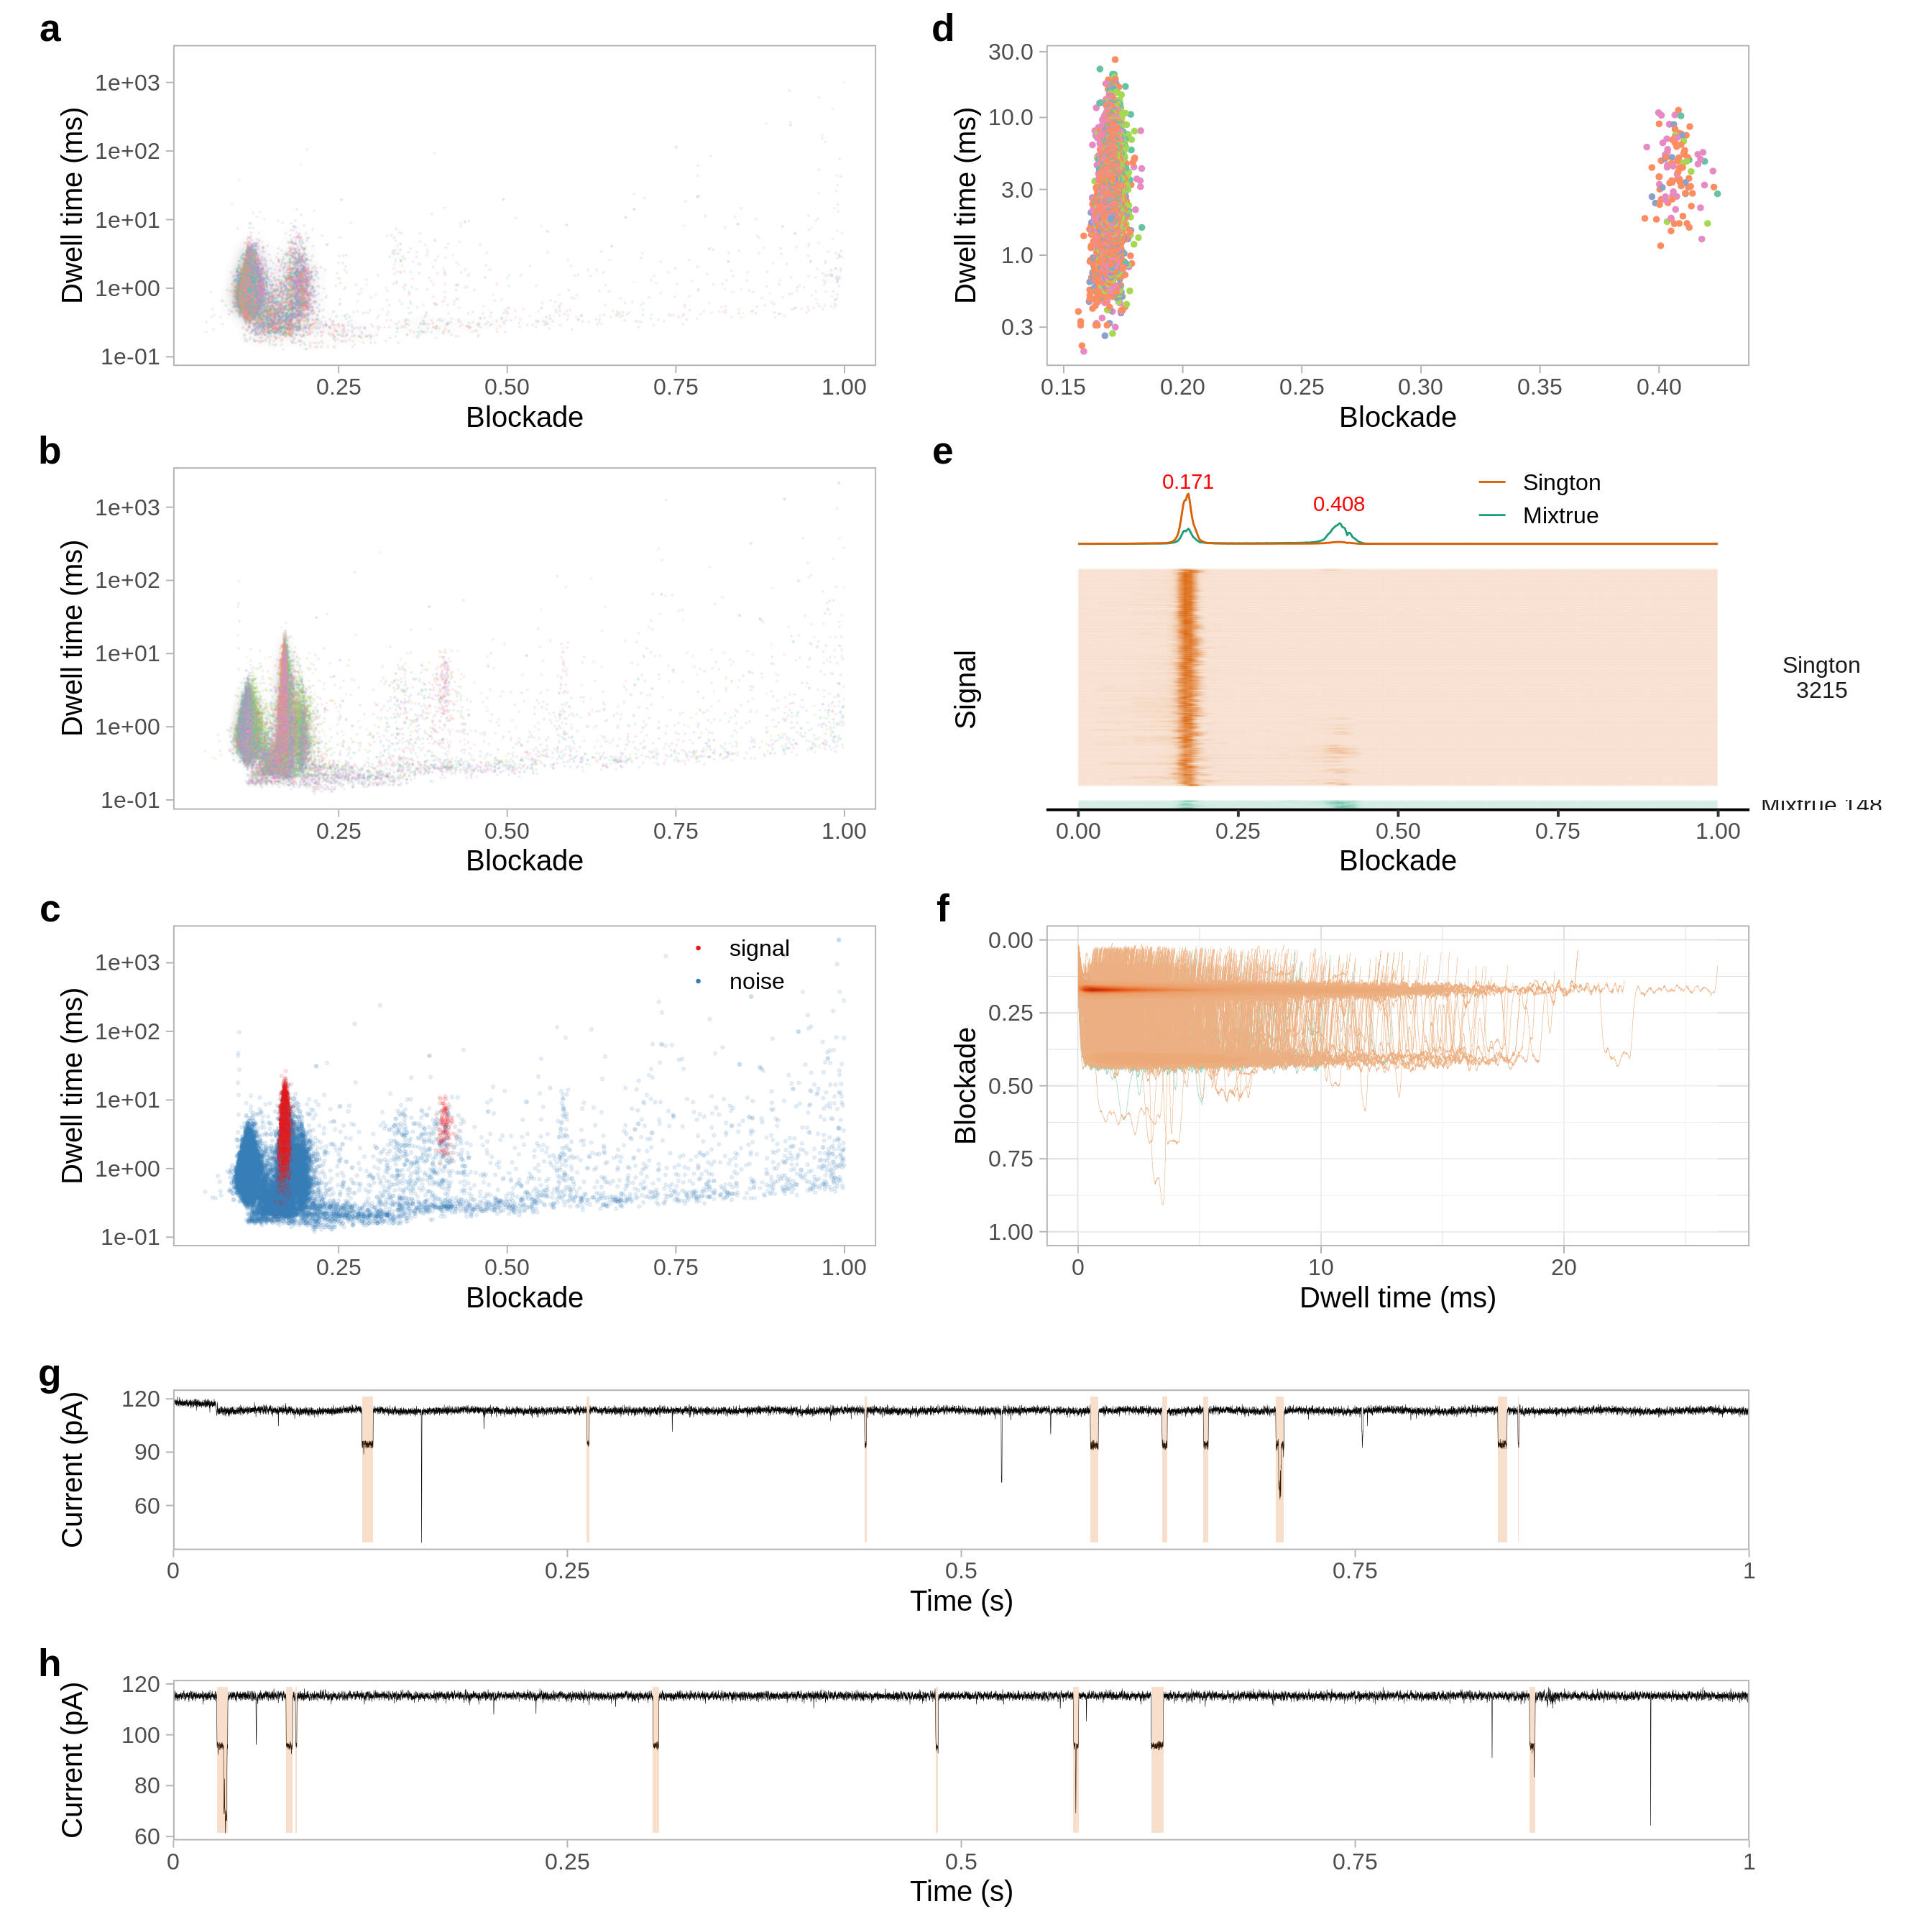 a
1e+03
1e+02
1e+01
1e+00
1e-01
Dwell time (ms)
0.25 0.50 0.75 1.00
Blockade
b
1e+03
1e+02
1e+01
1e+00
1e-01
Dwell time (ms)
0.25 0.50 0.75 1.00
Blockade
c
signal
noise
1e+03
1e+02
1e+01
1e+00
1e-01
Dwell time (ms)
0.25 0.50 0.75 1.00
Blockade
d
30.0
10.0
3.0
1.0
0.3
Dwell time (ms)
0.15 0.20 0.25 0.30 0.35 0.40
Blockade
e
0.171
0.408
Sington
Mixtrue
Signal
Sington
3215
Mixtrue 148
0.00 0.25 0.50 0.75 1.00
Blockade
f
0.00
0.25
0.50
0.75
1.00
Blockade
0 10 20
Dwell time (ms)
g
120
90
60
Current (pA)
0 0.25 0.5 0.75 1
Time (s)
h
120
100
80
60
Current (pA)
0 0.25 0.5 0.75 1
Time (s)